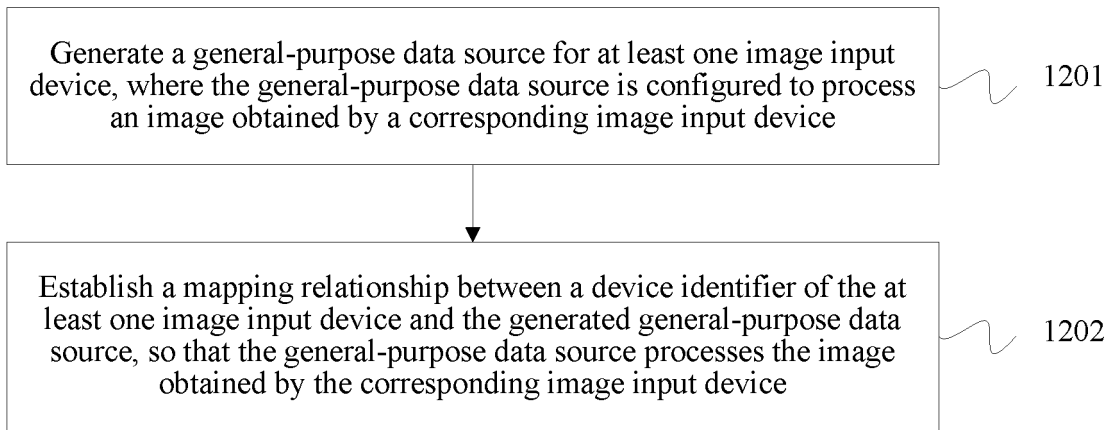 Generate a general-purpose data source for at least one image input
device, where the general-purpose data source is configured to process
an image obtained by a corresponding image input device
1201
Establish a mapping relationship between a device identifier of the at
least one image input device and the generated general-purpose data
source, so that the general-purpose data source processes the image
obtained by the corresponding image input device
1202